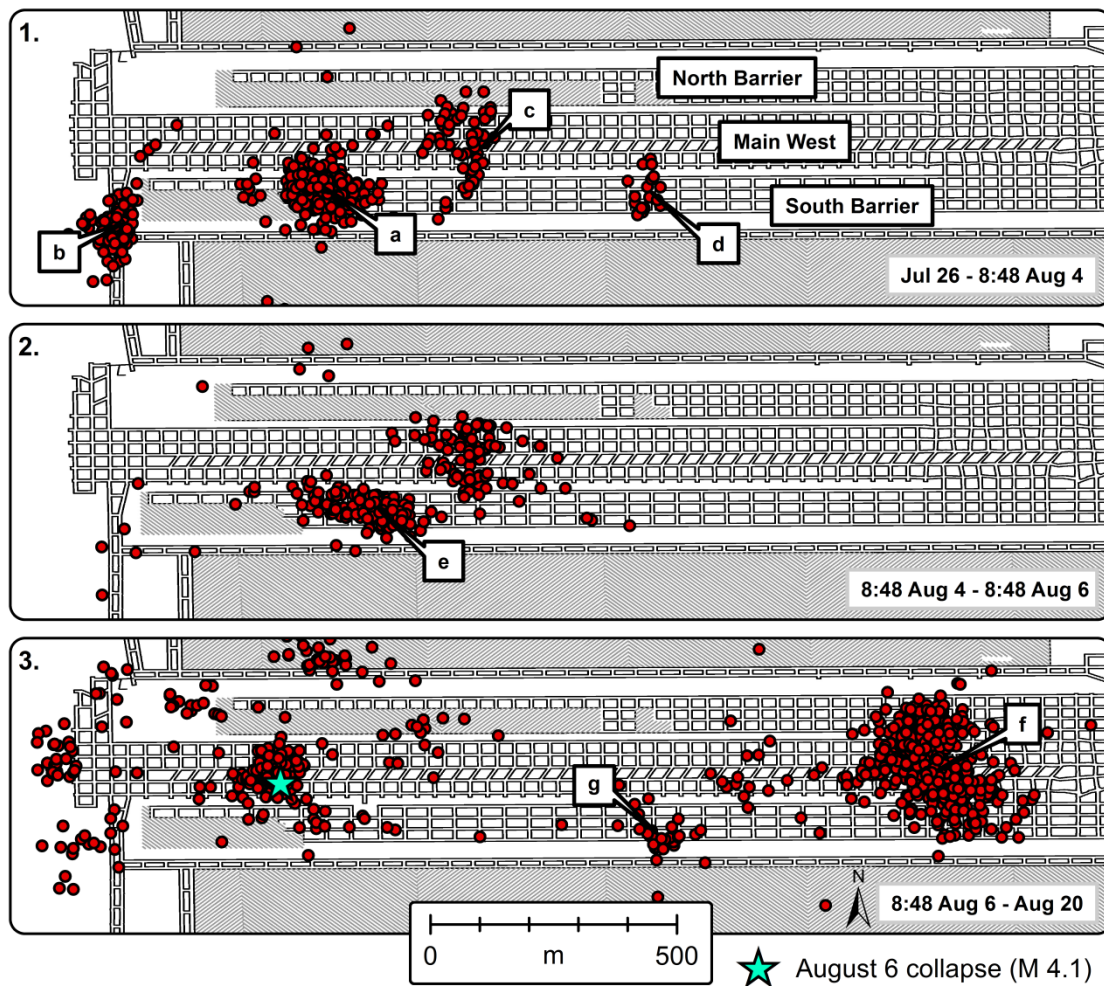 1.
North Barrier
c
Main West
South Barrier
b
a
d
Jul 26 - 8:48 Aug 4
2.
e
8:48 Aug 4 - 8:48 Aug 6
3.
f
g
N
8:48 Aug 6 - Aug 20
0 500
m
August 6 collapse (M 4.1)